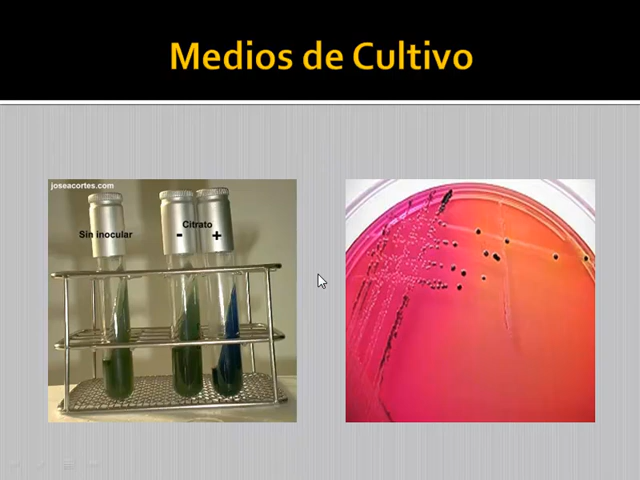 Medios de Cultivo
joseacortes.com
Citrato
Sin inocular - +